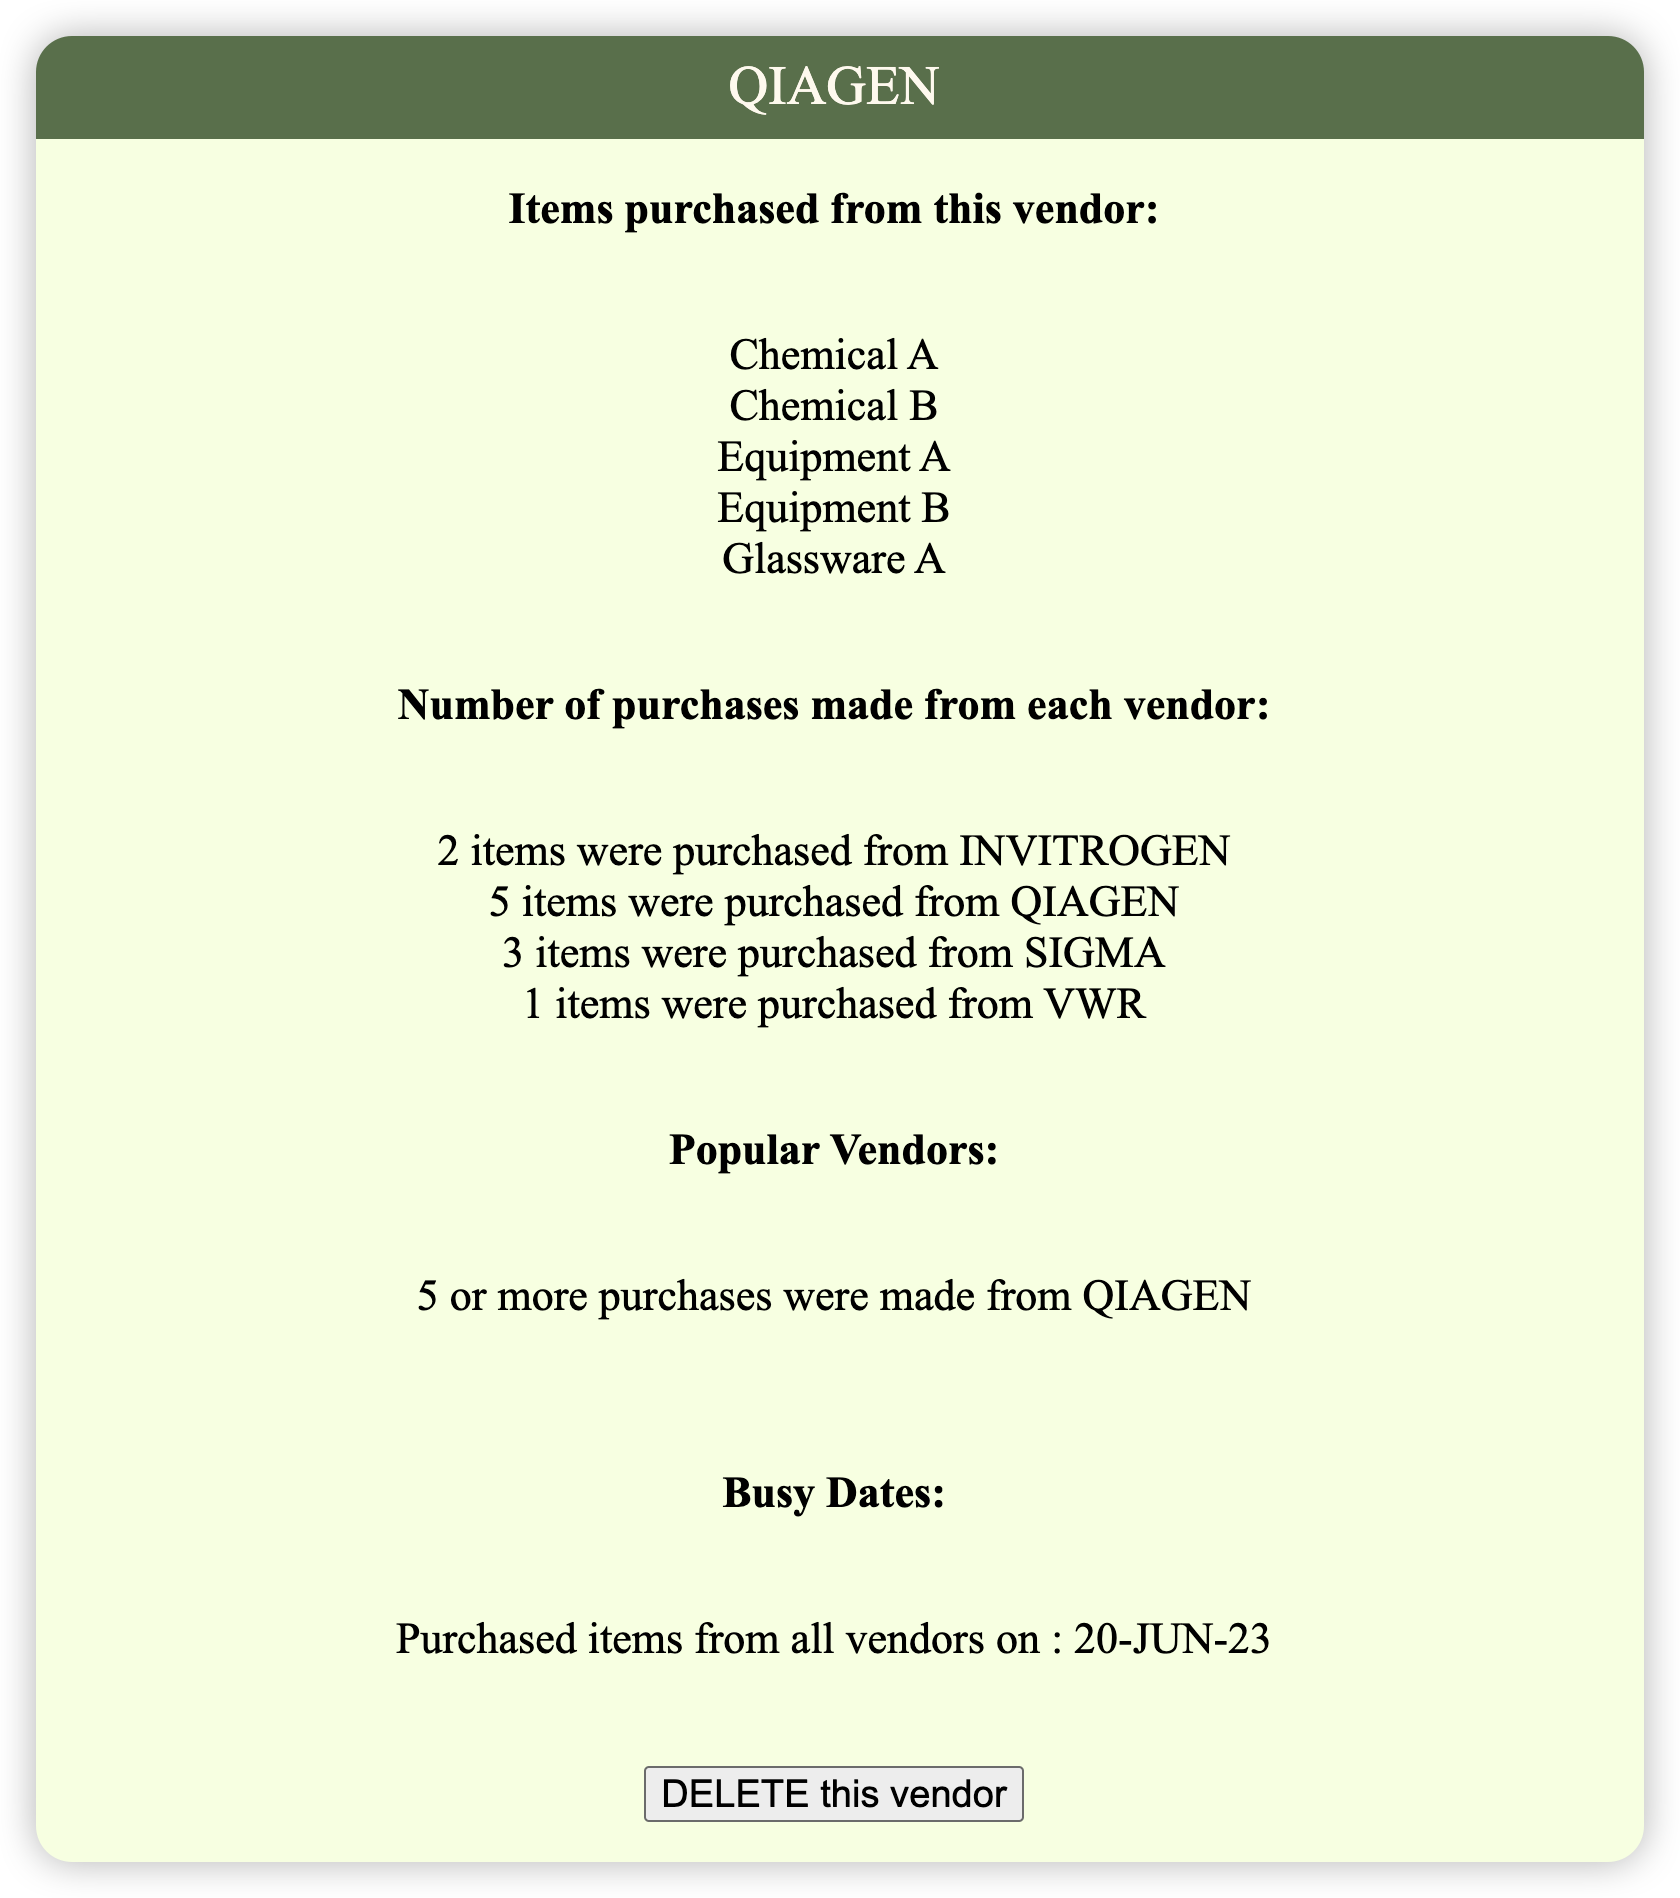 QIAGEN
Items purchased from this vendor:
Chemical A
Chemical B
Equipment A
Equipment B
Glassware A
Number of purchases made from each vendor:
2 items were purchased from INVITROGEN
5 items were purchased from QIAGEN
3 items were purchased from SIGMA
1 items were purchased from VWR
Popular Vendors:
5 or more purchases were made from QIAGEN
Busy Dates:
Purchased items from all vendors on : 20-JUN-23
DELETE this vendor